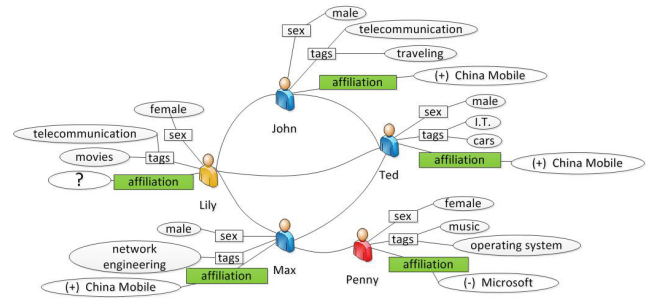 male
sex
telecommunication
tags
traveling
affiliation
(+) China Mobile
John
female
sex
telecommunication
tags
movies
?
affiliation
Lily
male
sex
I.T.
tags
cars
affiliation
(+) China Mobile
Ted
male
sex
network
engineering
tags
affiliation
(+) China Mobile
Max
female
sex
music
tags
operating system
affiliation
(-) Microsoft
Penny